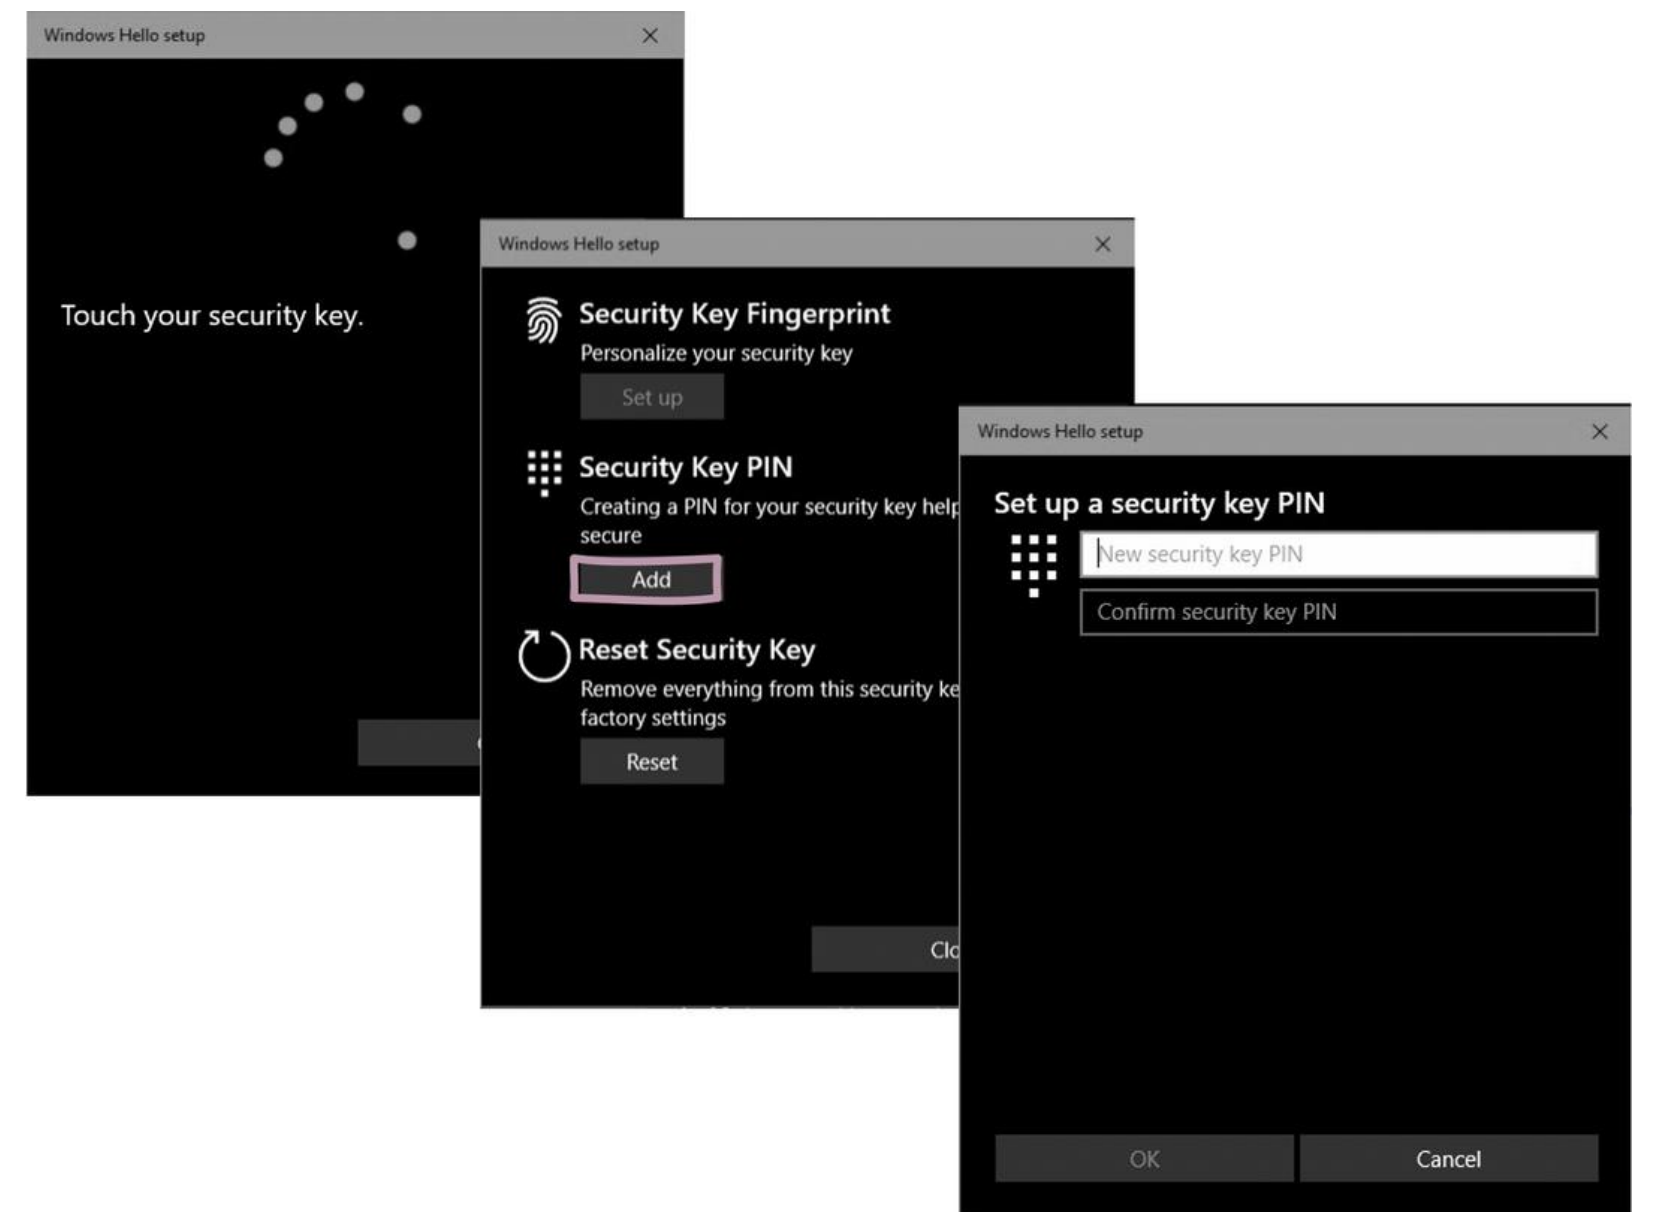 Windows Hello setup
Touch your security key.
Windows Hello setup
Security Key Fingerprint
Personalize your security key
Set up
Security Key PIN
Creating a PIN for your security key
secure
Add
Reset Security Key
Remove everything from this security
factory settings
Reset
Windows Hello setup
Set up a security key PIN
New security key PIN
Confirm security key PIN
OK
Cancel